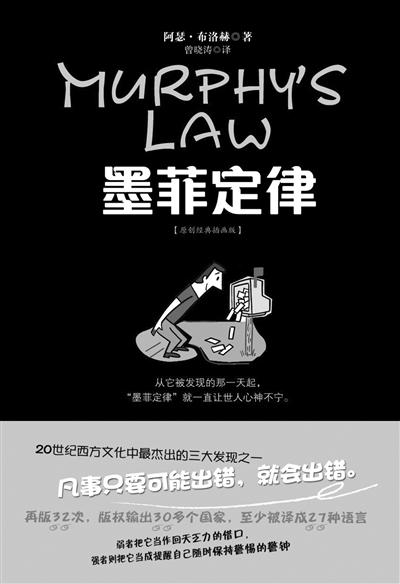 阿瑟·布洛赫◎著
曾晓涛◎译
MURPHY'S
LAW
墨菲定律
【原创经典插画版】
从它被发现的那一天起，
“墨菲定律”就一直让世人心神不宁。
20世纪西方文化中最杰出的三大发现之一
凡事只要可能出错，就会出错。
再版32次，版权输出30多个国家，至少被译成27种语言
弱者把它当作回天乏力的借口，
强者则把它当成提醒自己随时保持警惕的警钟